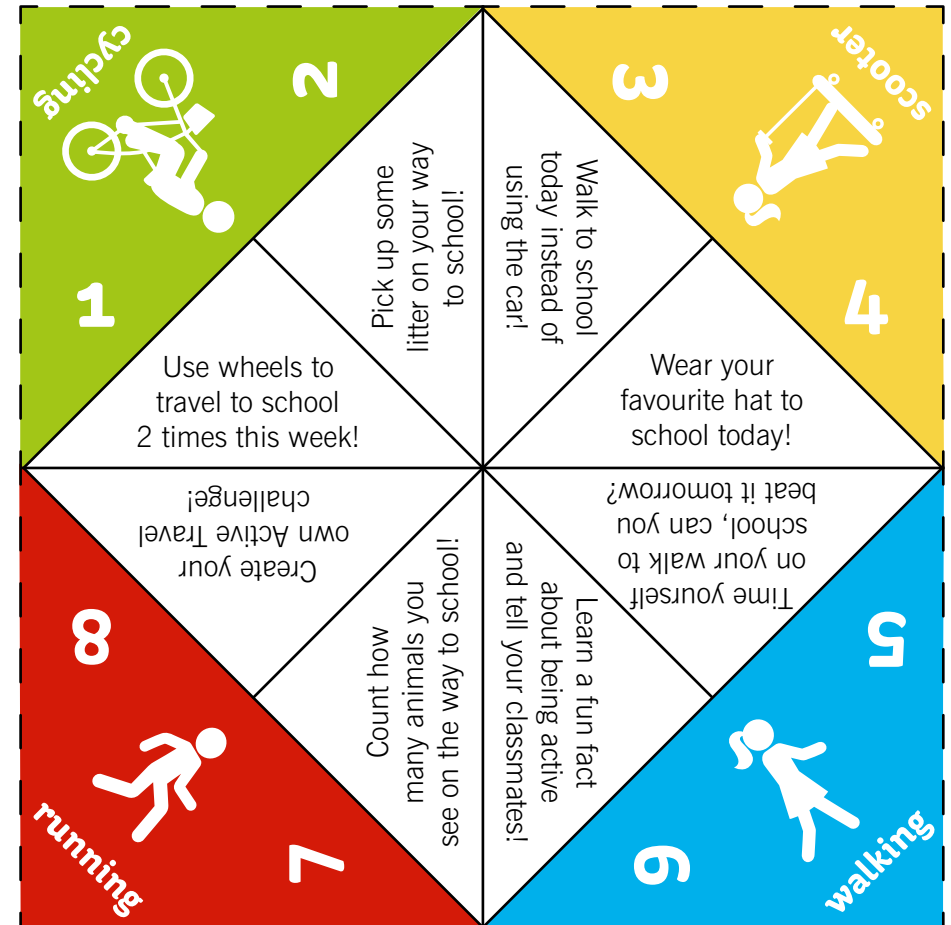 cycling
2
3
scooter
1
4
Pick up some
litter on your way
to school!
Walk to school
today instead of
using the car!
Use wheels to
travel to school
2 times this week!
Wear your
favourite hat to
school today!
Create your
own Active Travel
challenge!
Time yourself
on your walk to
school, can you
beat it tomorrow?
Count how
many animals you
see on the way to school!
Learn a fun fact
about being active
and tell your classmates!
8
5
running
7
6
walking